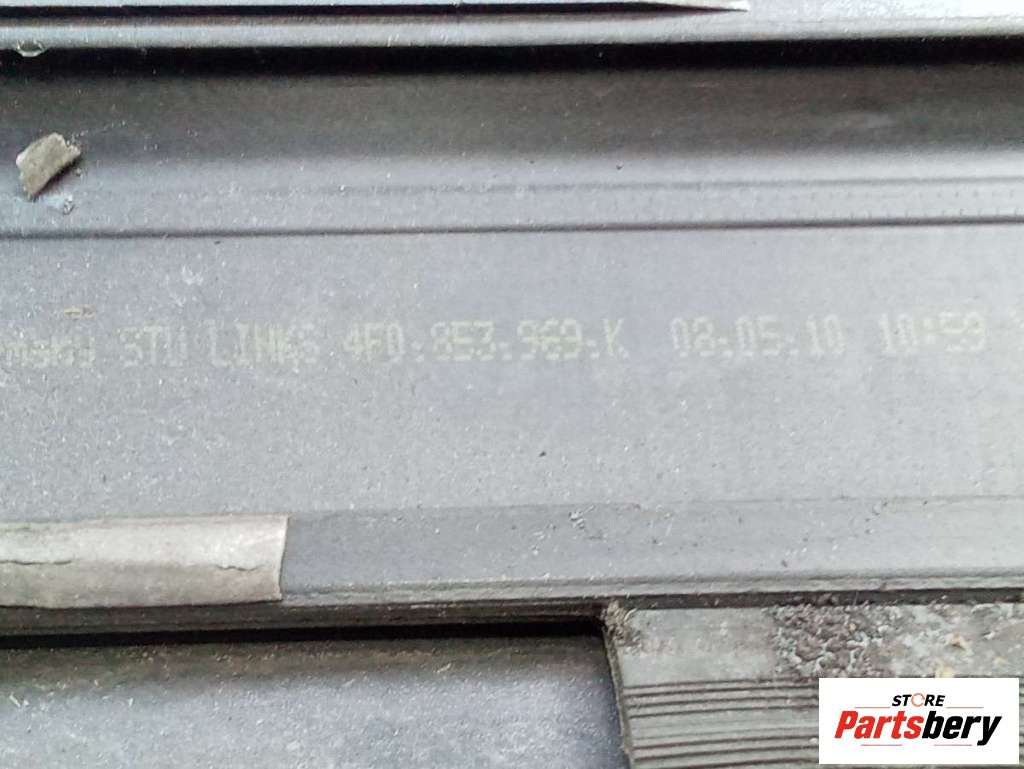 STU LINKS 4F0.853.969.K 08.05.10 10:59
STORE
Partsbery